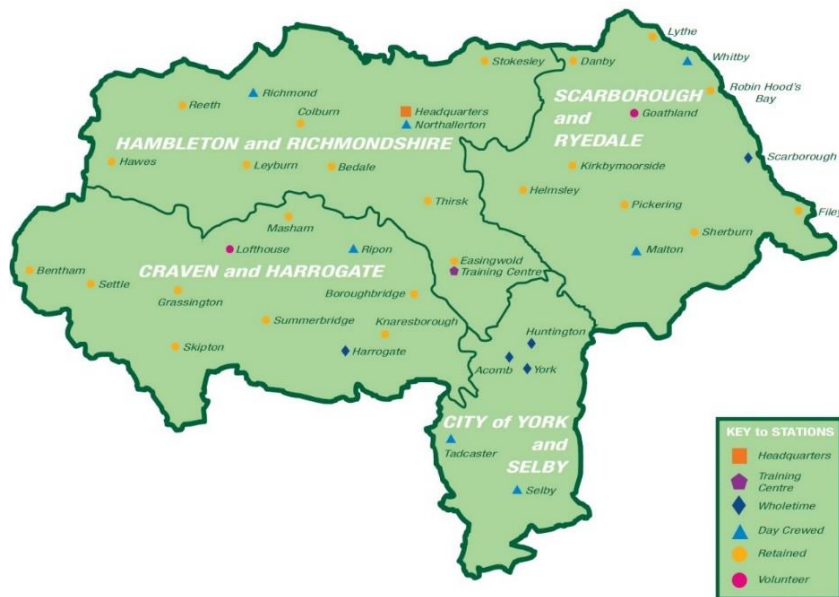 Lythe
Stokesley
Danby
Whitby
Richmond
Reeth
Colburn
Robin Hood's
Bay
SCARBOROUGH
and
RYEDALE
Headquarters
Northallerton
Goathland
HAMBLETON and RICHMONDSHIRE
Hawes
Leyburn
Bedale
Kirkbymoorside
Scarborough
Helmsley
Thirsk
Pickering
Filey
Masham
Sherburn
Lofthouse
Ripon
Malton
Easingwold
Training Centre
CRAVEN and HARROGATE
Bentham
Settle
Grassington
Boroughbridge
Summerbridge
Knaresborough
Huntington
Skipton
Harrogate
Acomb
York
CITY of YORK
and
SELBY
Tadcaster
Selby
KEY to STATIONS
Headquarters
Training
Centre
Wholetime
Day Crewed
Retained
Volunteer